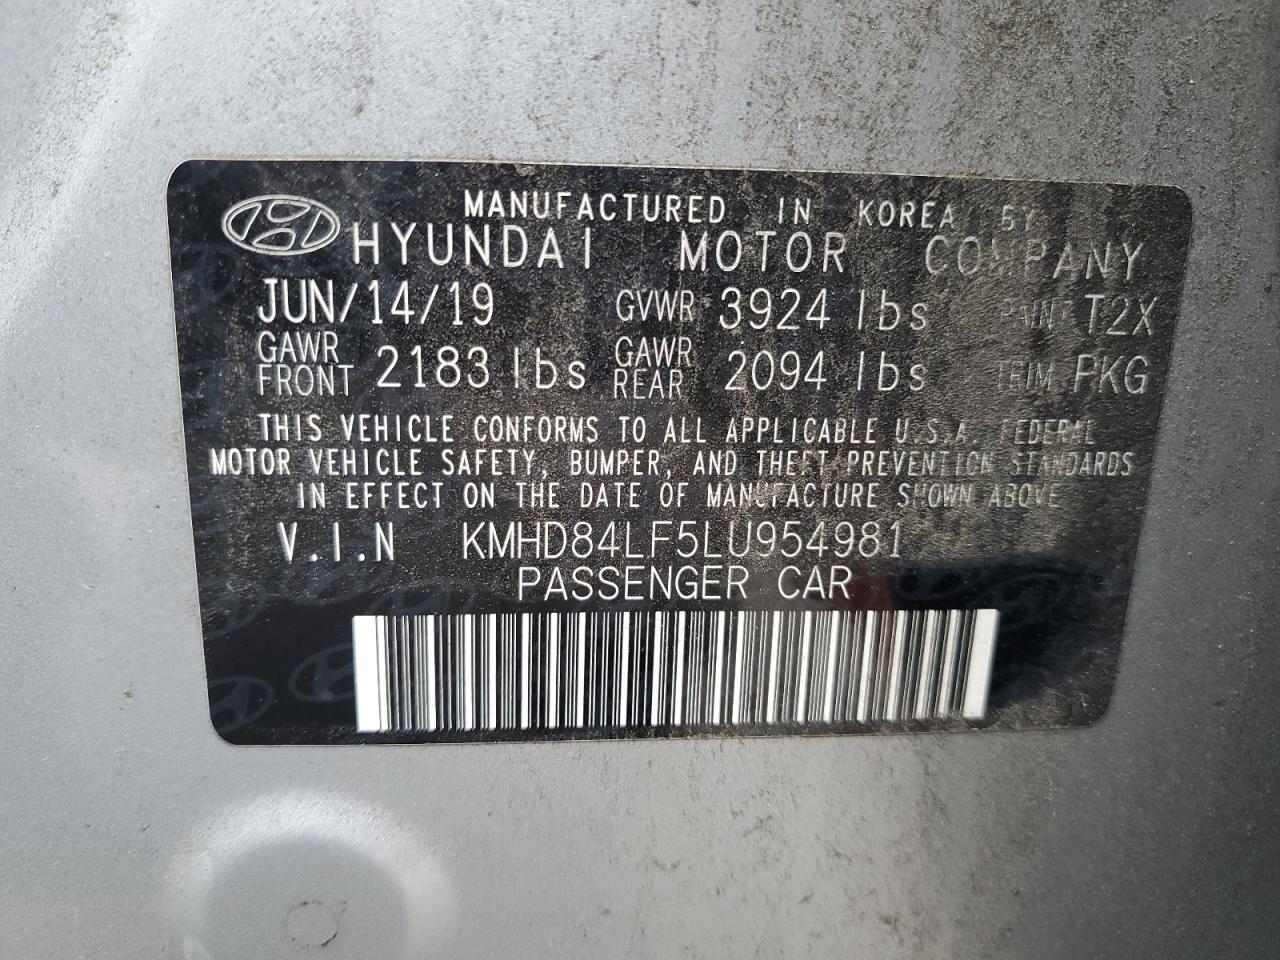 MANUFACTURED IN KOREA BY
HYUNDAI MOTOR COMPANY
JUN/14/19 GVWR 3924 lbs PAINT T2X
GAWR FRONT 2183 lbs GAWR REAR 2094 lbs TRIM PKG
THIS VEHICLE CONFORMS TO ALL APPLICABLE U.S.A. FEDERAL
MOTOR VEHICLE SAFETY, BUMPER, AND THEFT PREVENTION STANDARDS
IN EFFECT ON THE DATE OF MANUFACTURE SHOWN ABOVE
V.I.N KMHD84LF5LU954981
PASSENGER CAR